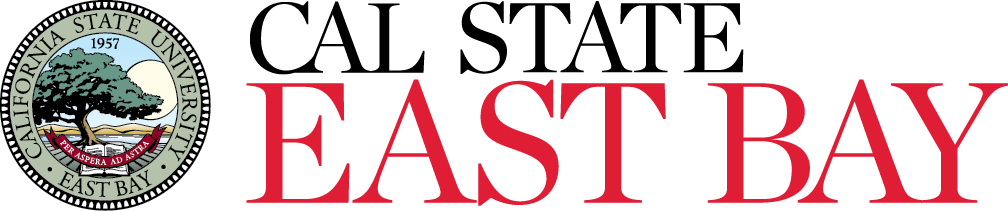 CALIFORNIA STATE UNIVERSITY
1957
PER ASPERA AD ASTRA
· EAST BAY ·
CAL STATE
EAST BAY